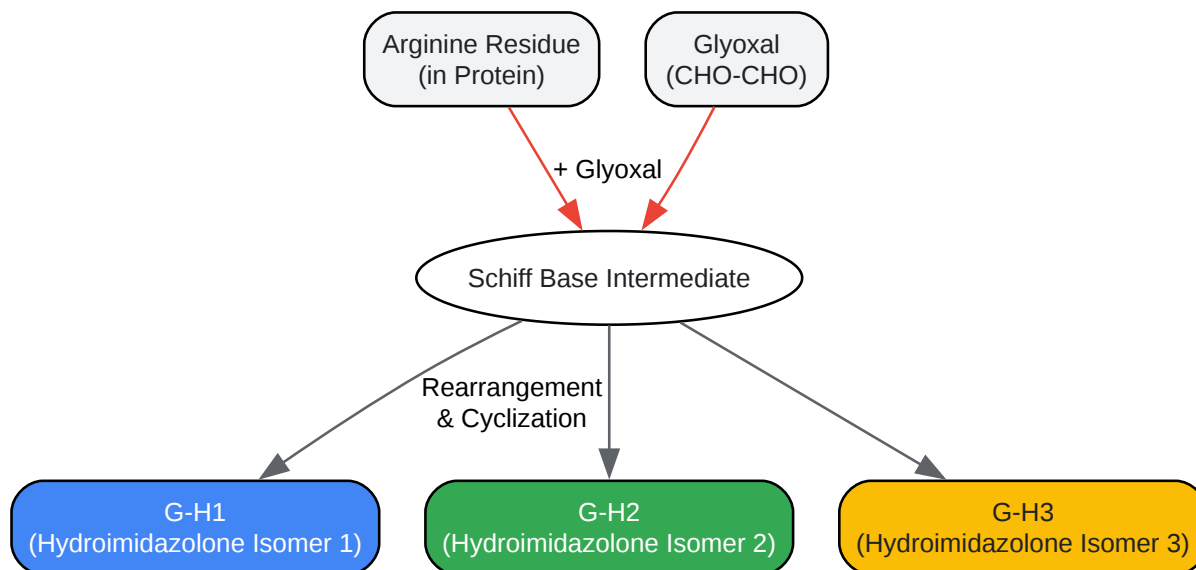 Arginine Residue
(in Protein)
Glyoxal
(CHO-CHO)
+ Glyoxal
Schiff Base Intermediate
Rearrangement
& Cyclization
G-H1
(Hydroimidazolone Isomer 1)
G-H2
(Hydroimidazolone Isomer 2)
G-H3
(Hydroimidazolone Isomer 3)